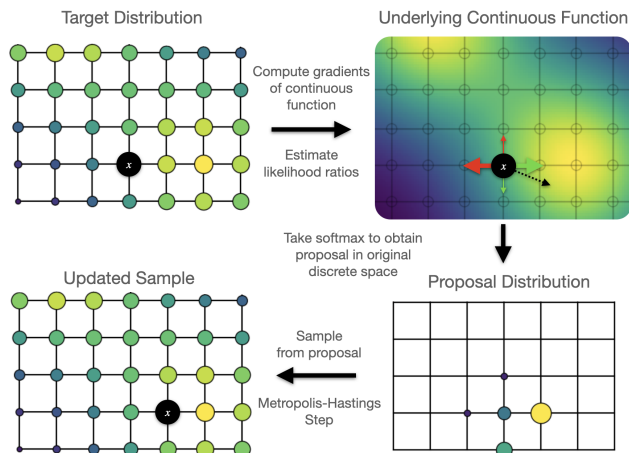 Target Distribution
Underlying Continuous Function
Compute gradients
of continuous
function
Estimate
likelihood ratios
x
x
Take softmax to obtain
proposal in original
discrete space
Updated Sample
Proposal Distribution
Sample
from proposal
Metropolis-Hastings
Step
x